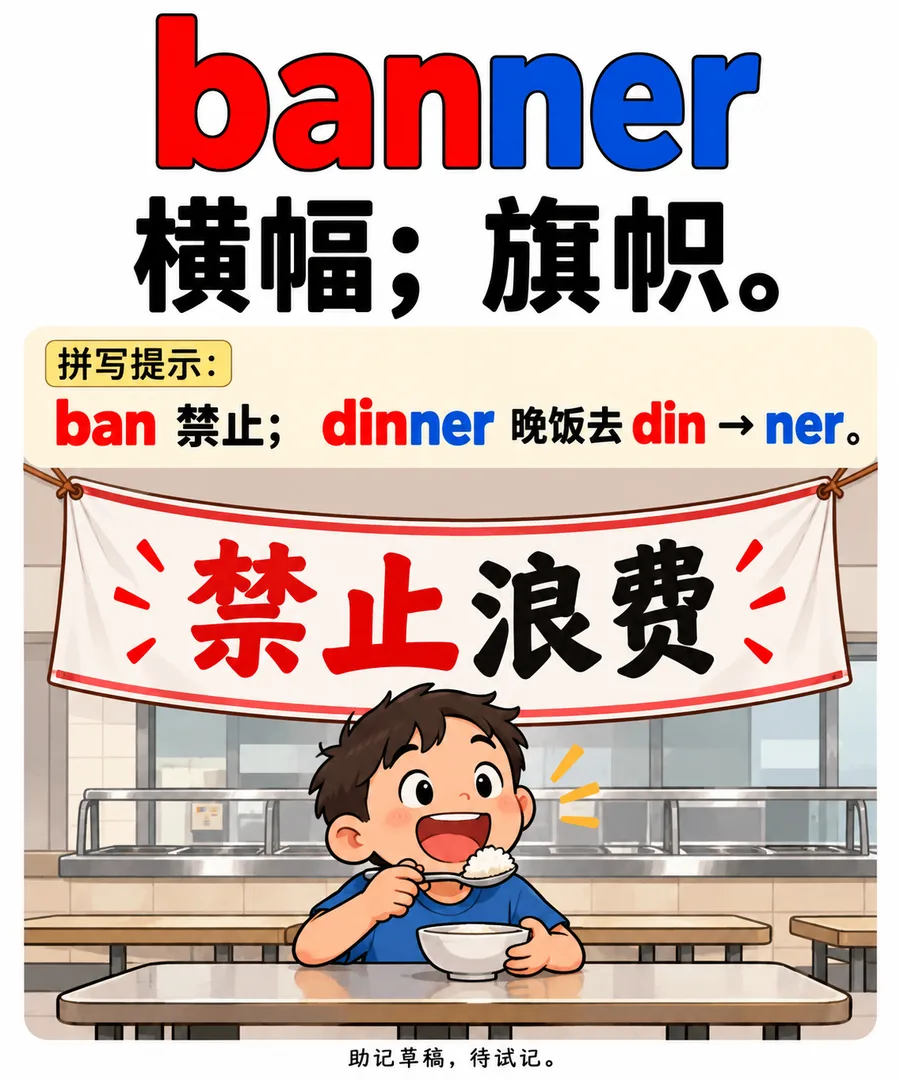 banner
横幅；旗帜。
拼写提示：
ban 禁止； dinner 晚饭去 din → ner。
禁止浪费
助记草稿，待试记。